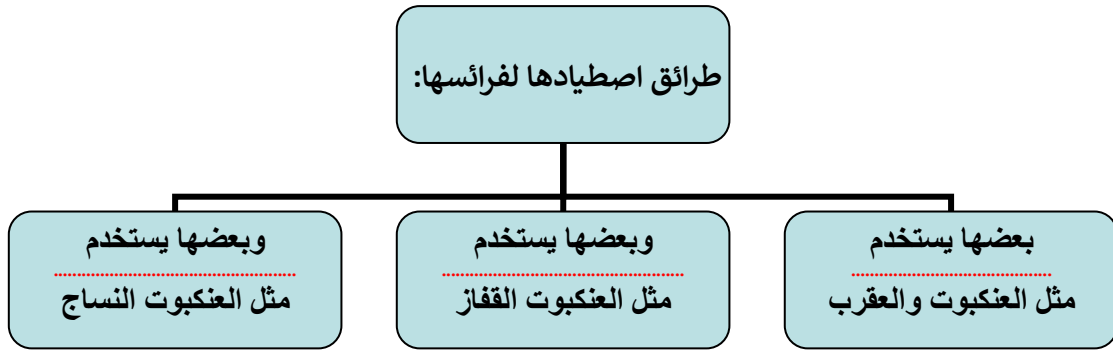 طرائق اصطيادها لفرائسها:
بعضها يستخدم
................................................
مثل العنكبوت والعقرب
وبعضها يستخدم
..........................................................
مثل العنكبوت القفاز
وبعضها يستخدم
..........................................................
مثل العنكبوت النساج